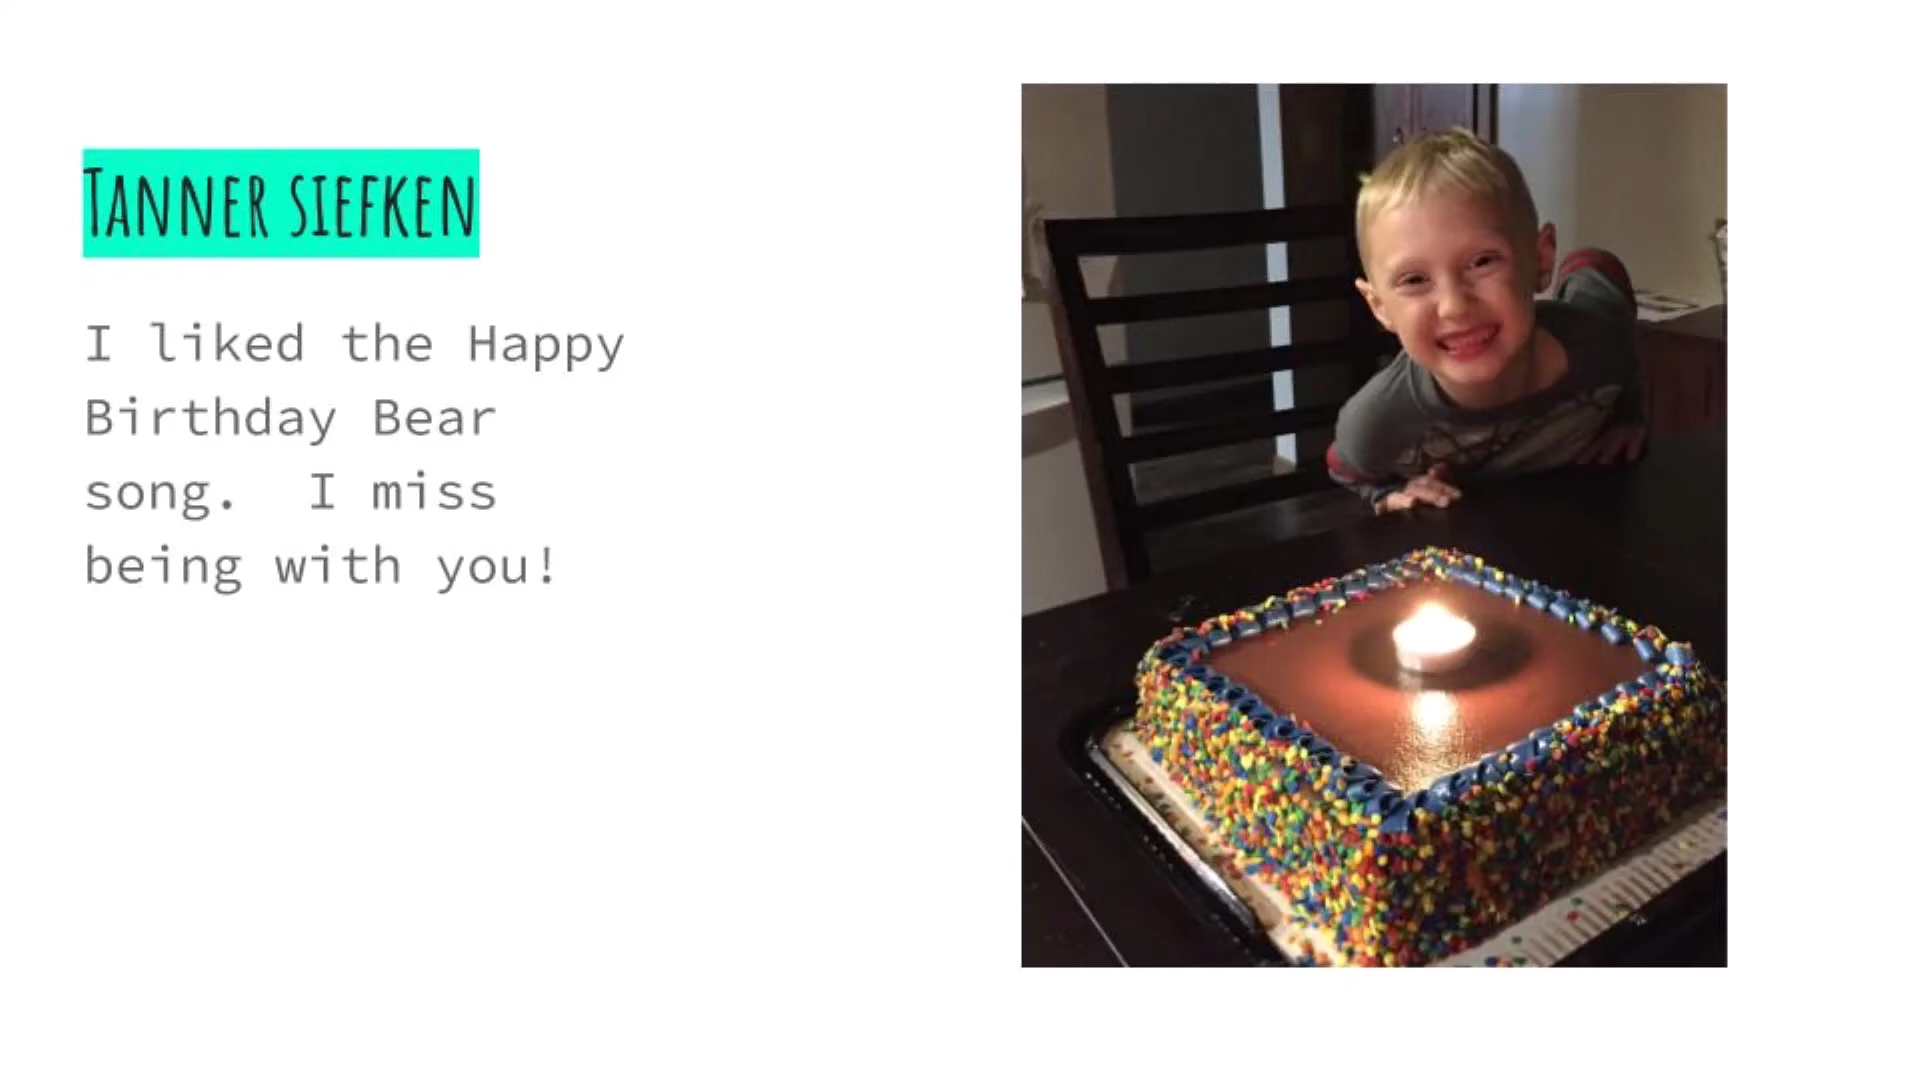 Tanner siefken
I liked the Happy
Birthday Bear
song.  I miss
being with you!